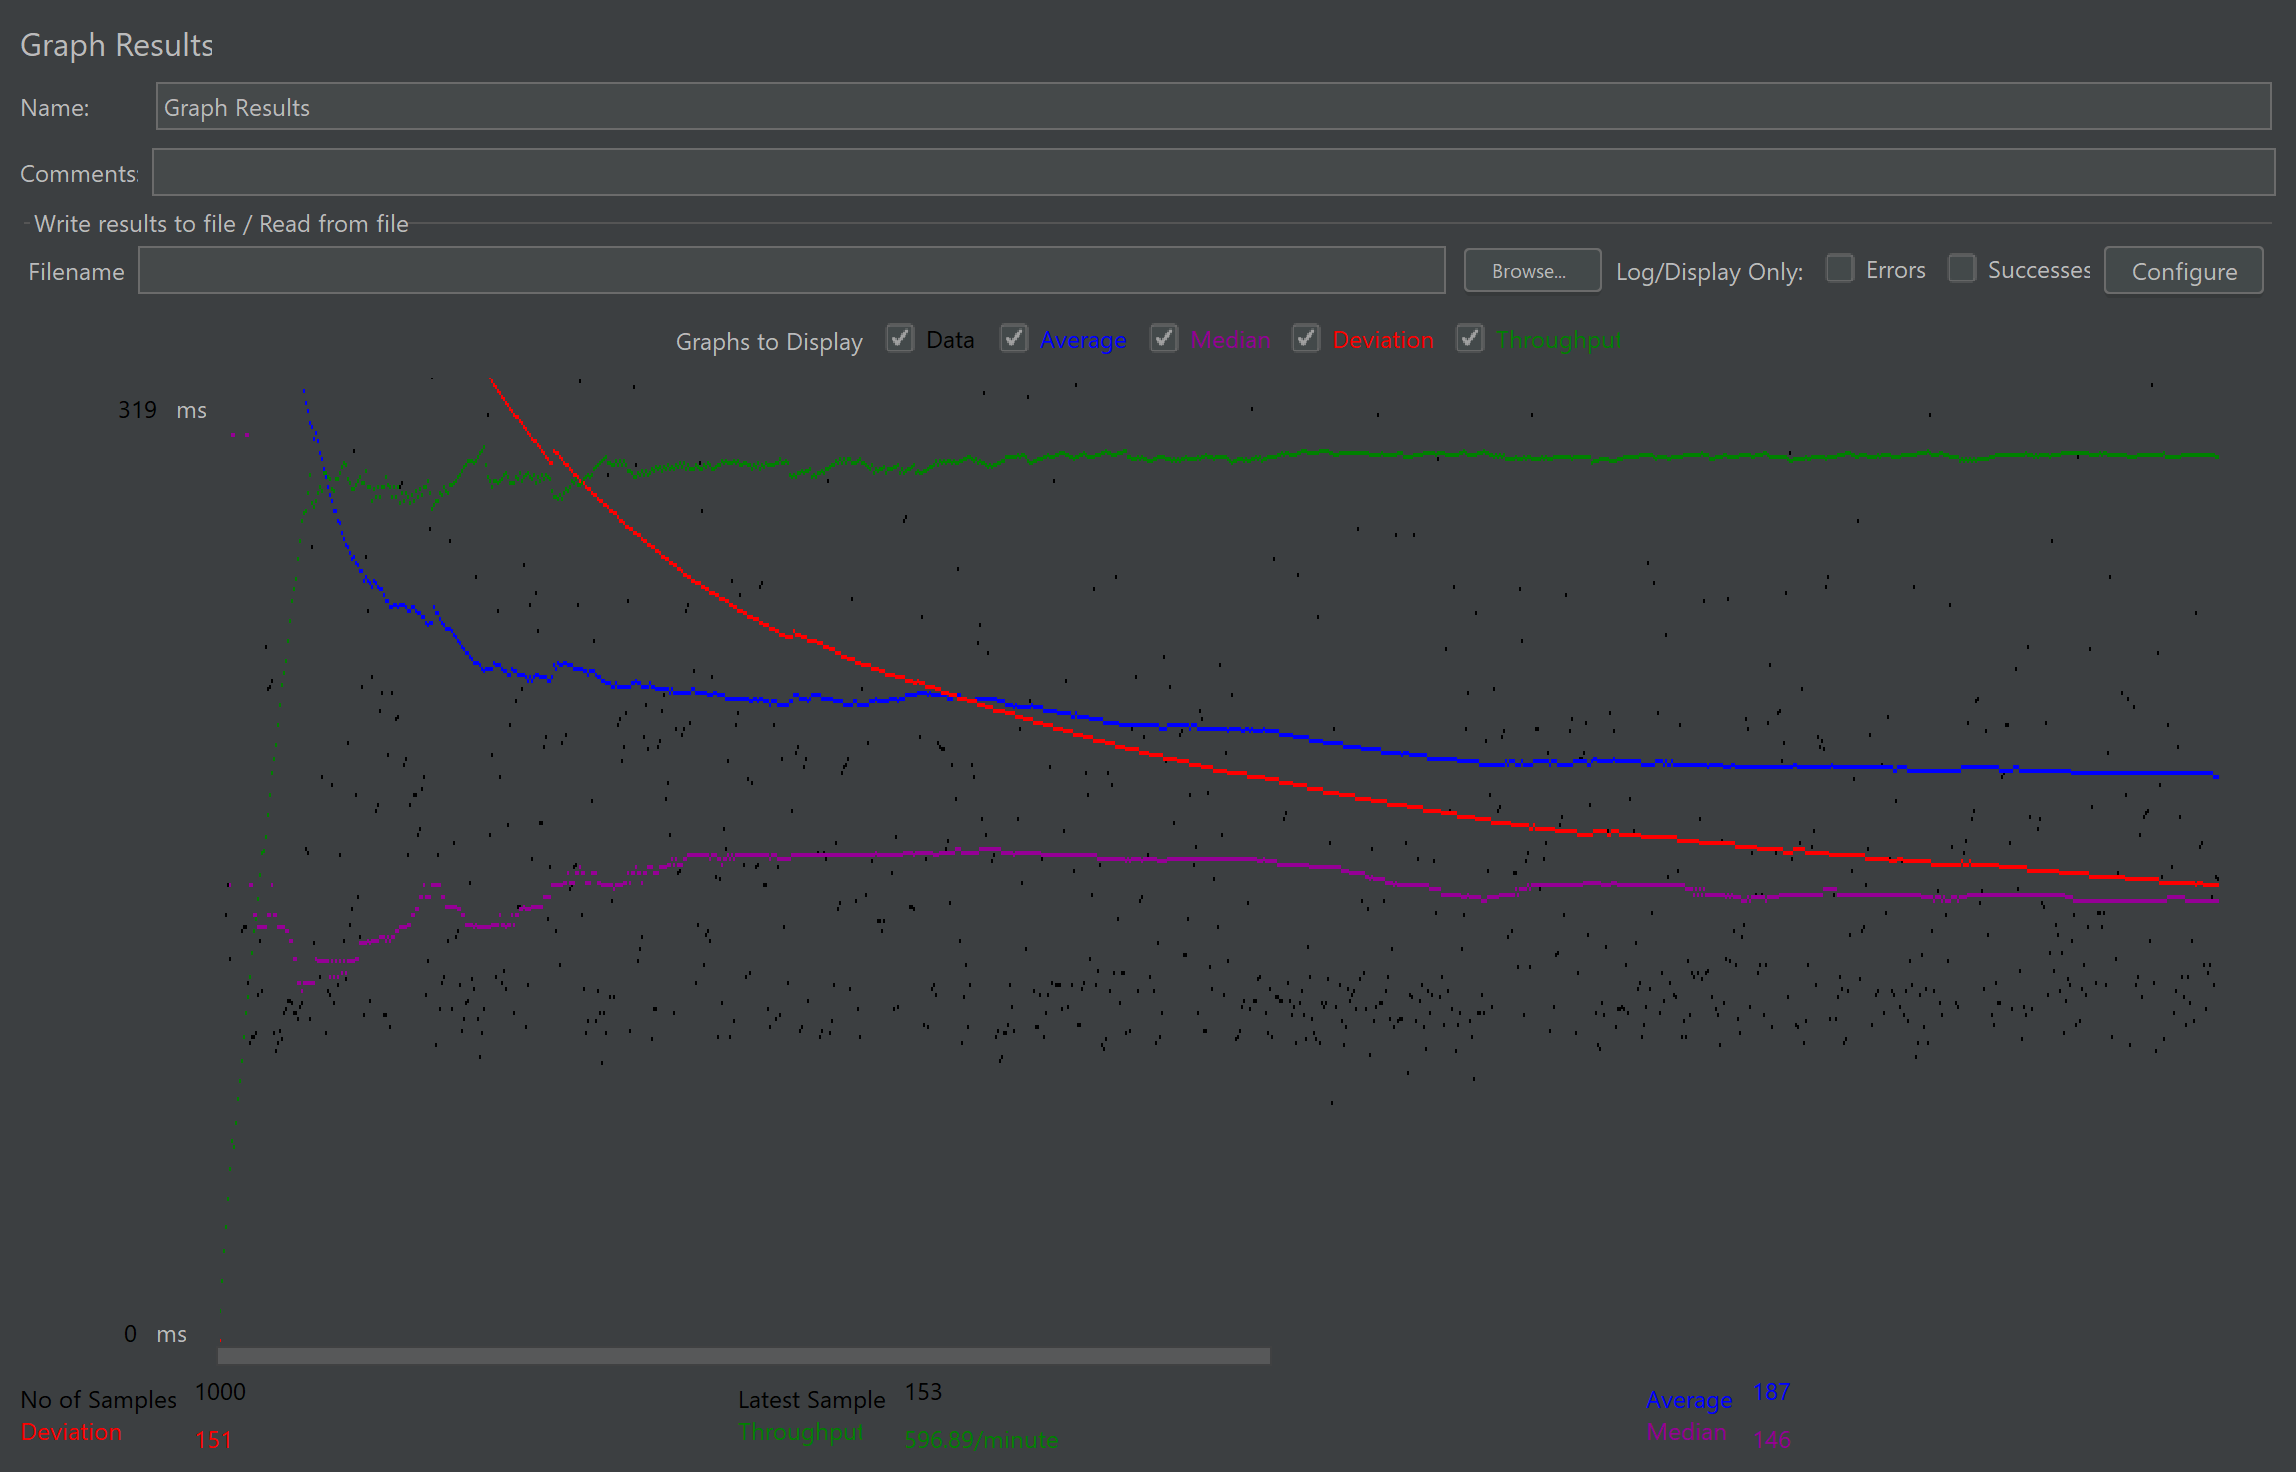 Graph Results
Name: Graph Results
Comments:
Write results to file / Read from file
Filename Browse... Log/Display Only: Errors Successes Configure
Graphs to Display Data Average Median Deviation Throughput
319 ms
0 ms
No of Samples 1000 Latest Sample 153 Average 187
Deviation 151 Throughput 596.89/minute Median 146